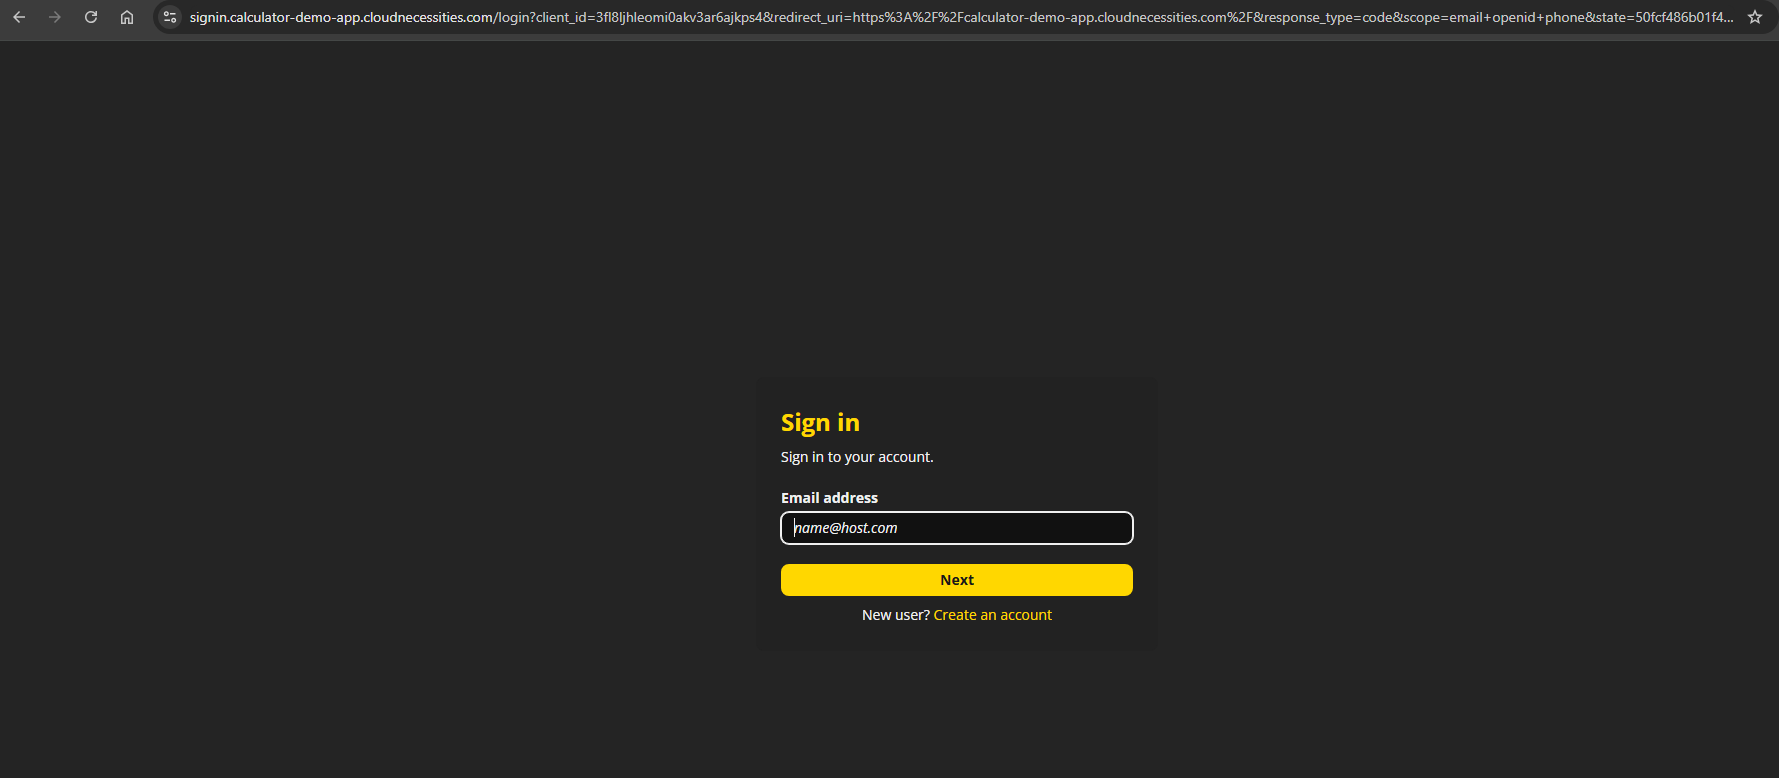 signin.calculator-demo-app.cloudnecessities.com/login?client_id=3fl8ljhleomi0akv3ar6ajkps4&redirect_uri=https%3A%2F%2Fcalculator-demo-app.cloudnecessities.com%2F&response_type=code&scope=email+openid+phone&state=50fcf486b01f4...
Sign in
Sign in to your account.
Email address
name@host.com
Next
New user? Create an account